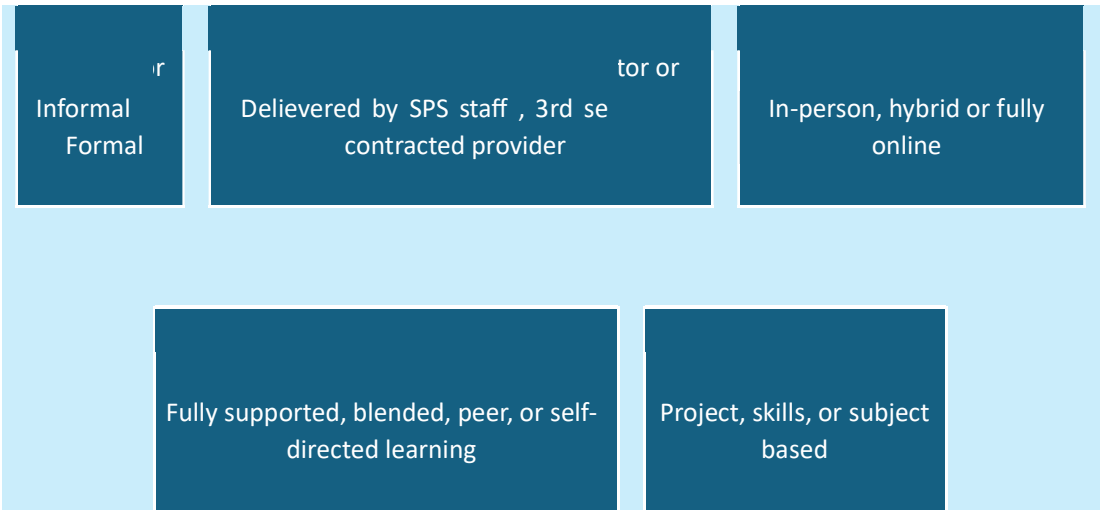 r
Informal
Formal
tor or
Delievered by SPS staff , 3rd se
contracted provider
In-person, hybrid or fully
online
Fully supported, blended, peer, or self-
directed learning
Project, skills, or subject
based